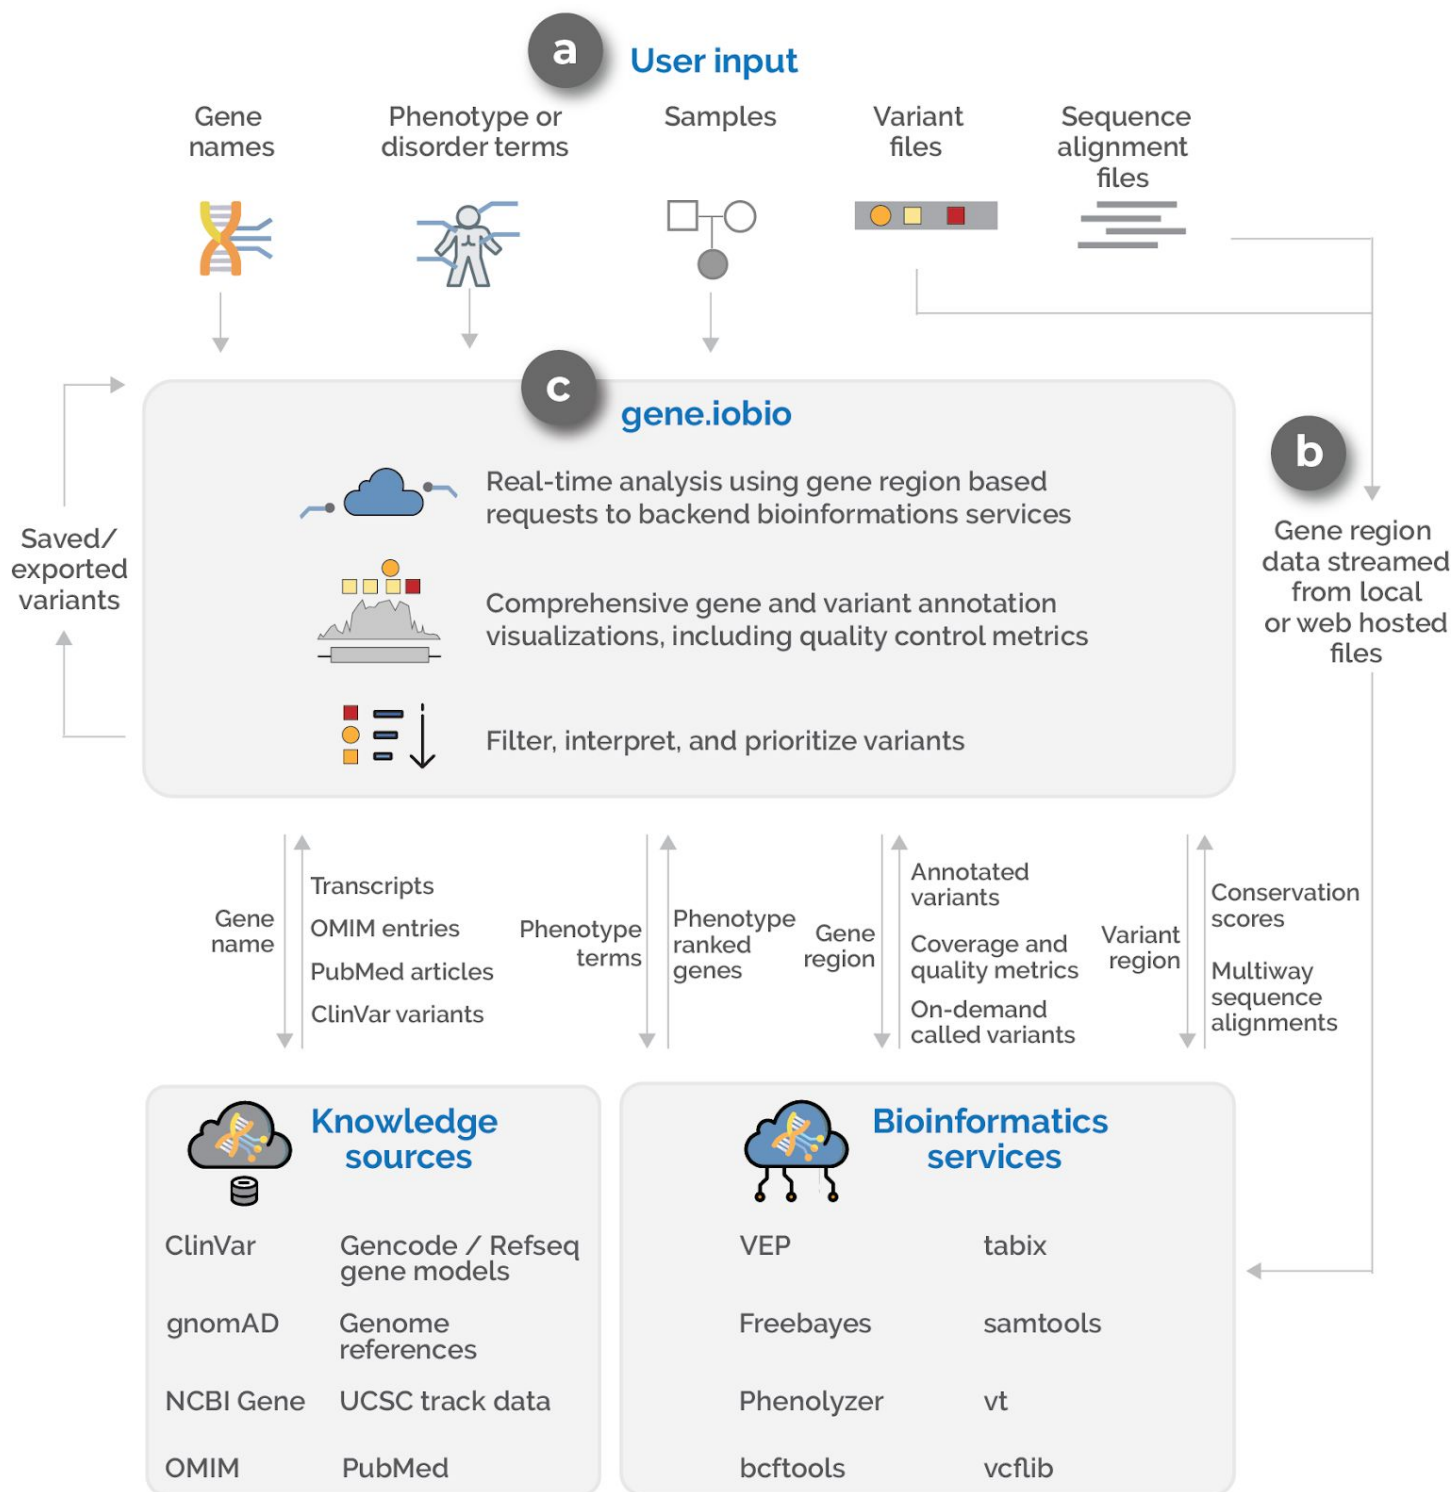 a
User input
Gene
names
Phenotype or
disorder terms
Samples
Variant
files
Sequence
alignment
files
c
gene.iobio
Real-time analysis using gene region based
requests to backend bioinformations services
Comprehensive gene and variant annotation
visualizations, including quality control metrics
Filter, interpret, and prioritize variants
Saved/
exported
variants
b
Gene region
data streamed
from local
or web hosted
files
Gene
name
Transcripts
OMIM entries
PubMed articles
ClinVar variants
Phenotype
terms
Phenotype
ranked
genes
Gene
region
Annotated
variants
Coverage and
quality metrics
On-demand
called variants
Variant
region
Conservation
scores
Multiway
sequence
alignments
Knowledge
sources
ClinVar
Gencode / Refseq
gene models
gnomAD
Genome
references
NCBI Gene
UCSC track data
OMIM
PubMed
Bioinformatics
services
VEP
tabix
Freebayes
samtools
Phenolyzer
vt
bcftools
vcflib